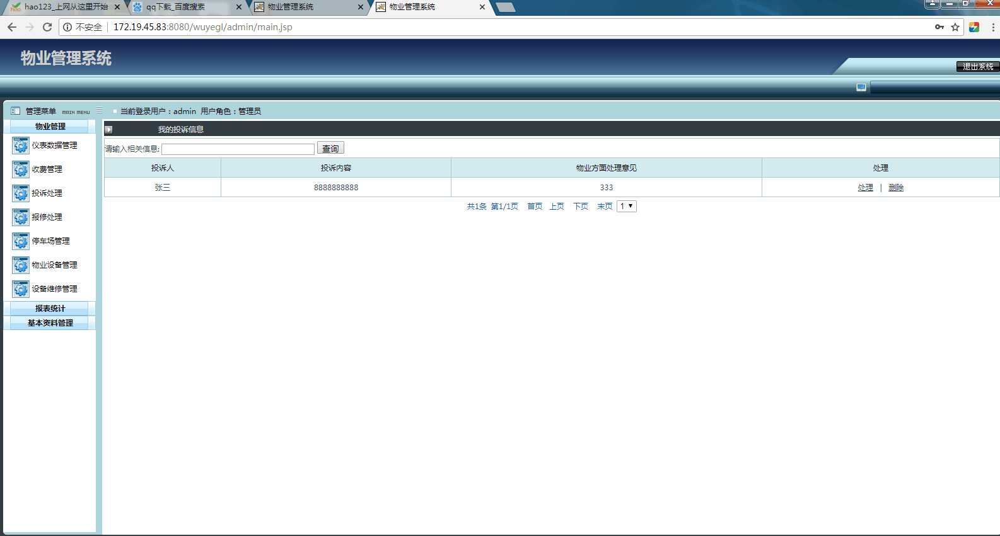 hao123_上网从这里开始 qq下载_百度搜索 物业管理系统 物业管理系统
不安全 172.19.45.83:8080/wuyegl/admin/main.jsp
物业管理系统
退出系统
管理菜单 MAIN MENU 当前登录用户：admin 用户角色：管理员
物业管理
仪表数据管理
收费管理
投诉处理
报修处理
停车场管理
物业设备管理
设备维修管理
报表统计
基本资料管理
我的投诉信息
请输入相关信息: 查询
投诉人 投诉内容 物业方面处理意见 处理
张三 8888888888 333 处理 | 删除
共1条 第1/1页 首页 上页 下页 末页 1